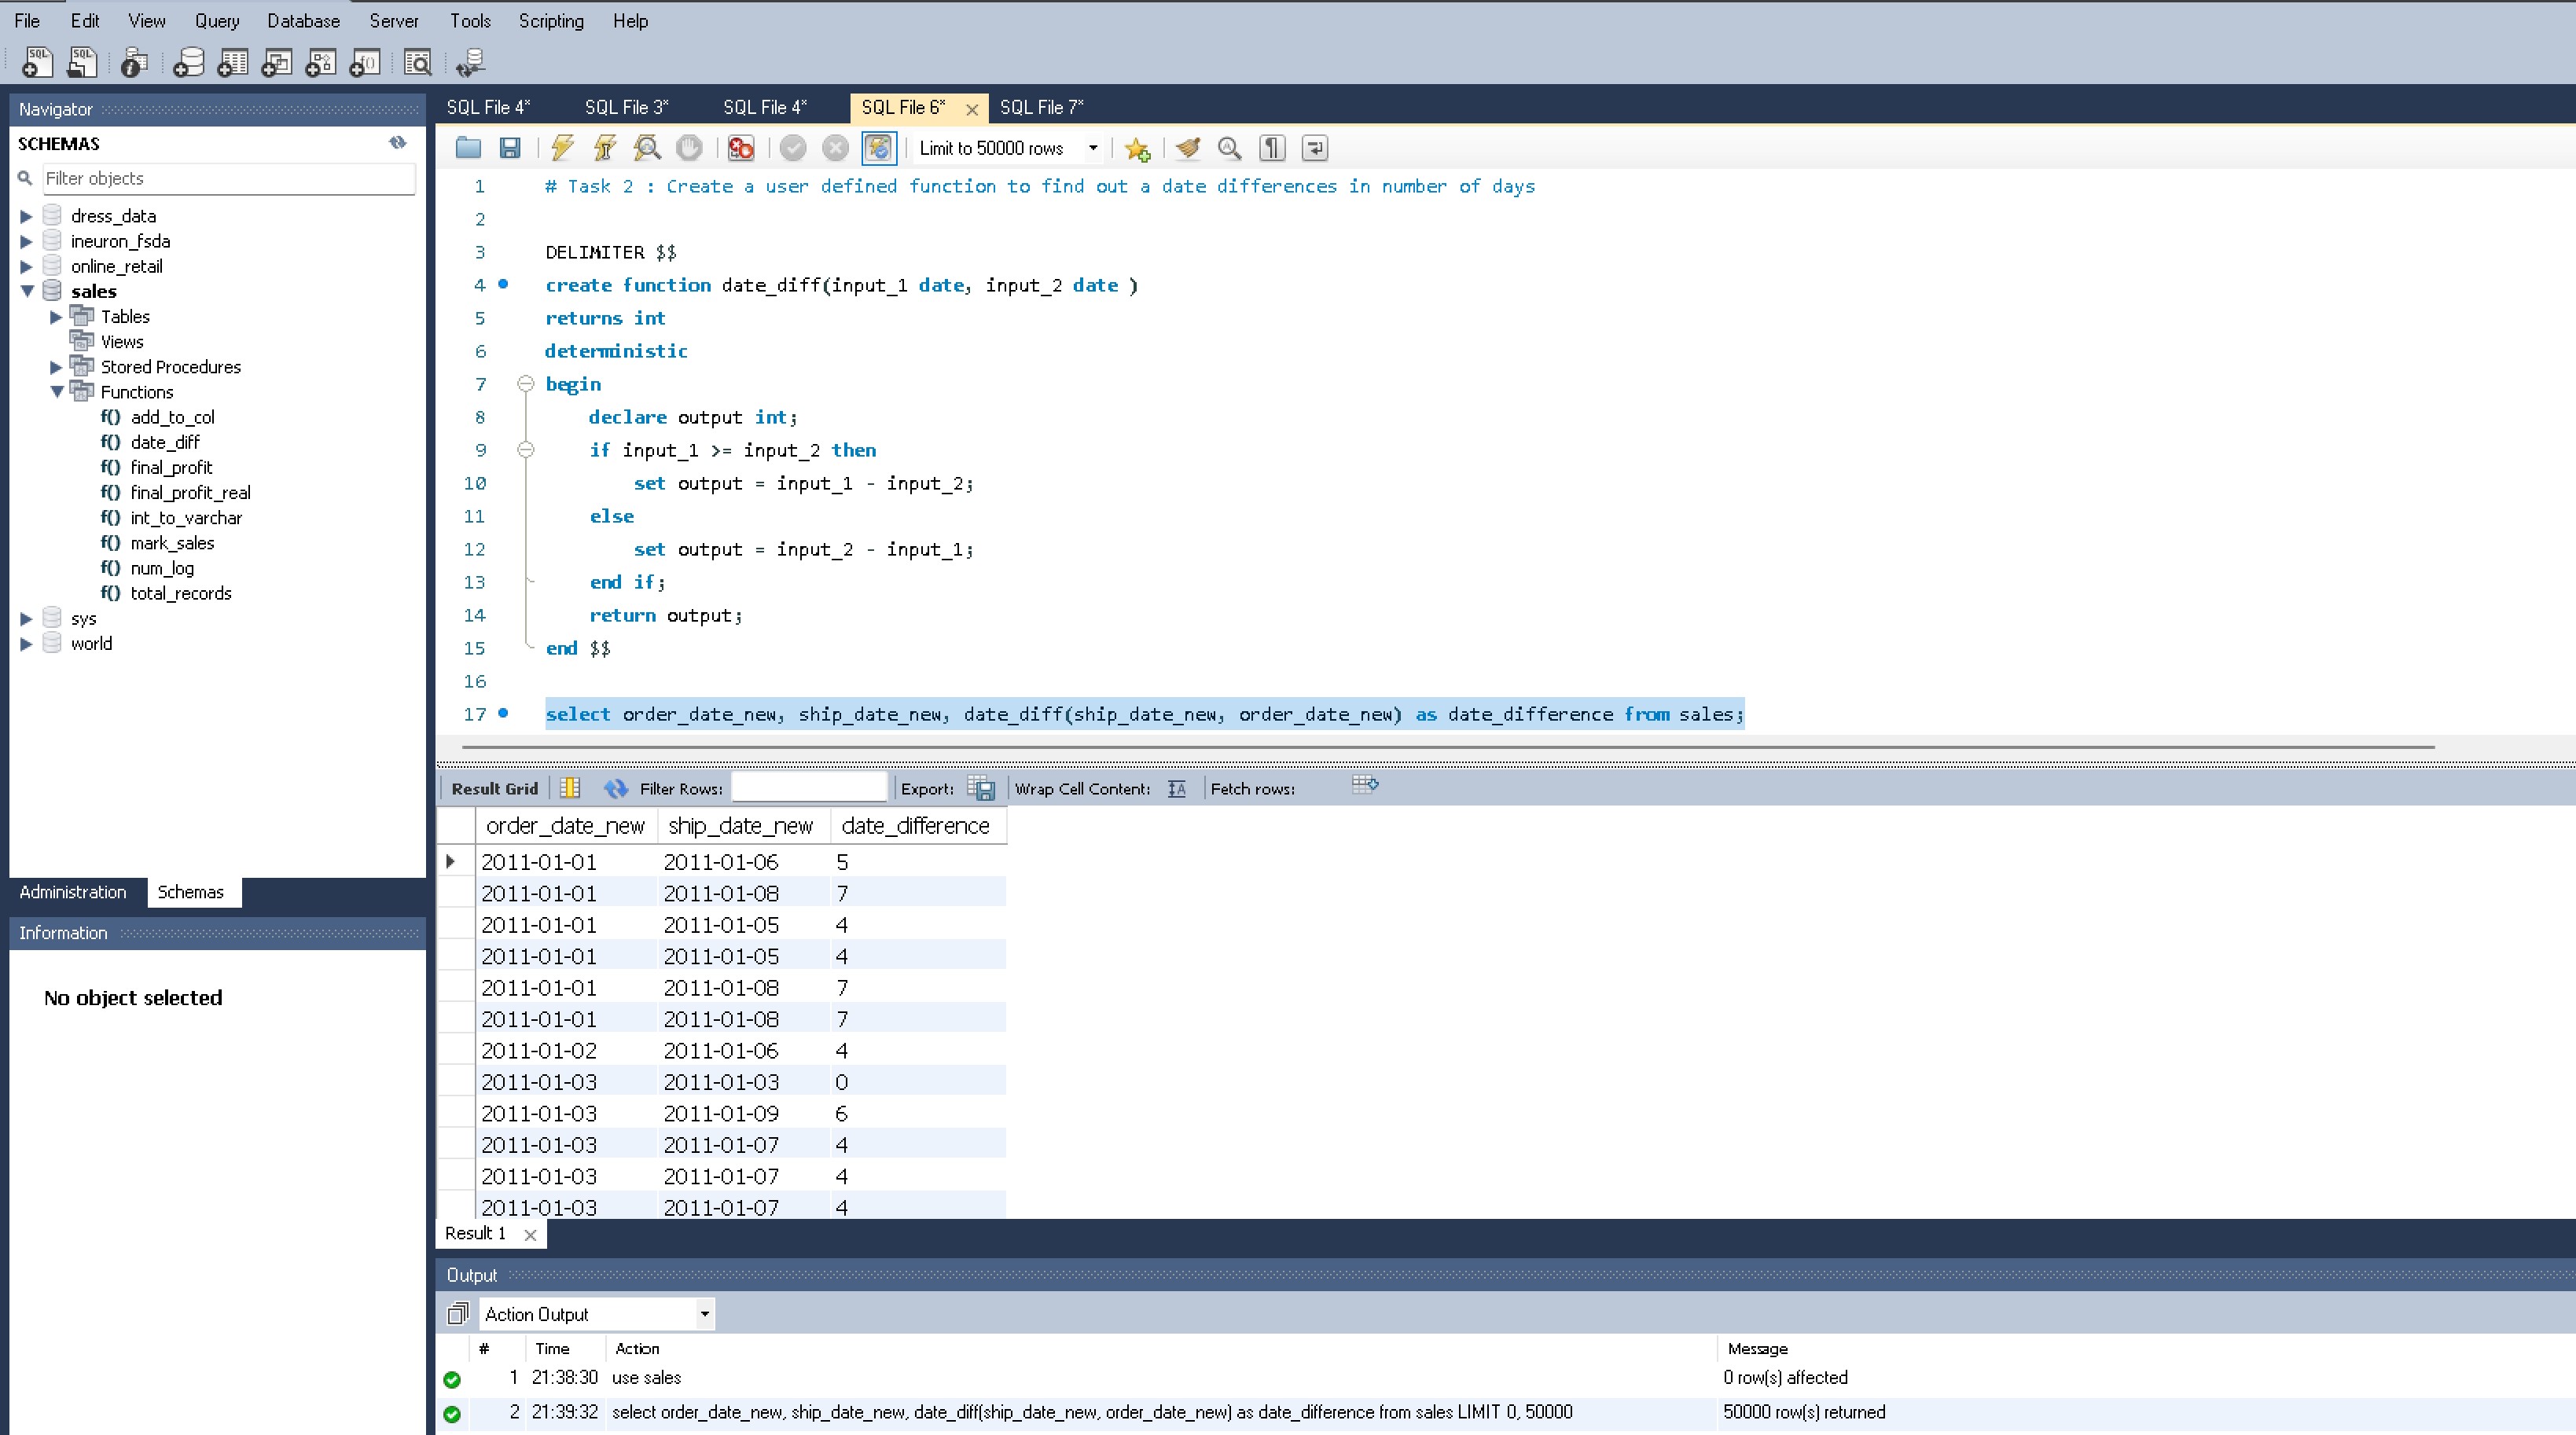 File Edit View Query Database Server Tools Scripting Help
Navigator
SCHEMAS
Filter objects
dress_data
ineuron_fsda
online_retail
sales
Tables
Views
Stored Procedures
Functions
f() add_to_col
f() date_diff
f() final_profit
f() final_profit_real
f() int_to_varchar
f() mark_sales
f() num_log
f() total_records
sys
world
Administration Schemas
Information
No object selected
SQL File 4* SQL File 3* SQL File 4* SQL File 6* SQL File 7*
Limit to 50000 rows
1 # Task 2 : Create a user defined function to find out a date differences in number of days
2
3 DELIMITER $$
4 create function date_diff(input_1 date, input_2 date )
5 returns int
6 deterministic
7 begin
8 declare output int;
9 if input_1 >= input_2 then
10 set output = input_1 - input_2;
11 else
12 set output = input_2 - input_1;
13 end if;
14 return output;
15 end $$
16
17 select order_date_new, ship_date_new, date_diff(ship_date_new, order_date_new) as date_difference from sales;
Result Grid Filter Rows: Export: Wrap Cell Content: Fetch rows:
order_date_new ship_date_new date_difference
2011-01-01 2011-01-06 5
2011-01-01 2011-01-08 7
2011-01-01 2011-01-05 4
2011-01-01 2011-01-05 4
2011-01-01 2011-01-08 7
2011-01-01 2011-01-08 7
2011-01-02 2011-01-06 4
2011-01-03 2011-01-03 0
2011-01-03 2011-01-09 6
2011-01-03 2011-01-07 4
2011-01-03 2011-01-07 4
2011-01-03 2011-01-07 4
Result 1
Output
Action Output
# Time Action Message
1 21:38:30 use sales 0 row(s) affected
2 21:39:32 select order_date_new, ship_date_new, date_diff(ship_date_new, order_date_new) as date_difference from sales LIMIT 0, 50000 50000 row(s) returned